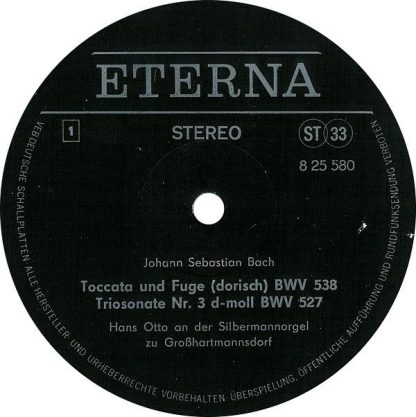 ETERNA
1
STEREO
ST 33
8 25 580
Johann Sebastian Bach
Toccata und Fuge (dorisch) BWV 538
Triosonate Nr. 3 d-moll BWV 527
Hans Otto an der Silbermannorgel
zu Großhartmannsdorf
VEB DEUTSCHE SCHALLPLATTEN ALLE HERSTELLER- UND URHEBERRECHTE VORBEHALTEN · ÜBERSPIELUNG, ÖFFENTLICHE AUFFÜHRUNG UND RUNDFUNKSENDUNG VERBOTEN